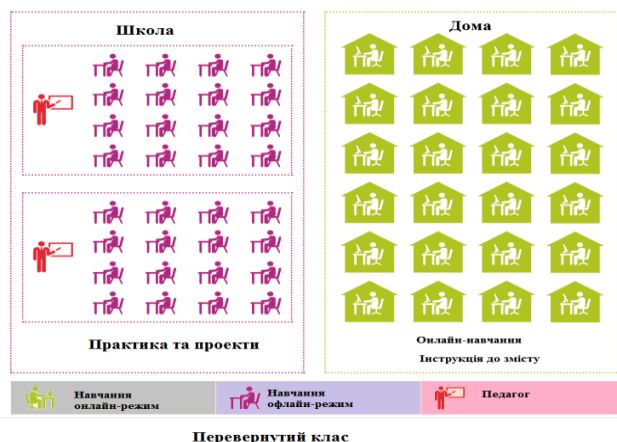 Школа
Дома
Практика та проекти
Онлайн-навчання
Інструкція до змісту
Навчання
онлайн-режим
Навчання
офлайн-режим
Педагог
Перевернутий клас